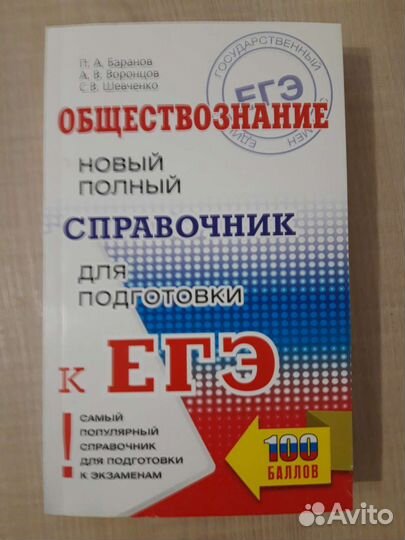 П. А. Баранов
А. В. Воронцов
С.В. Шевченко
ГОСУДАРСТВЕННЫЙ
ЕГЭ
ОБЩЕСТВОЗНАНИЕ
НОВЫЙ
ПОЛНЫЙ
СПРАВОЧНИК
ДЛЯ
ПОДГОТОВКИ
К ЕГЭ
!
САМЫЙ
ПОПУЛЯРНЫЙ
СПРАВОЧНИК
ДЛЯ ПОДГОТОВКИ
К ЭКЗАМЕНАМ
100
БАЛЛОВ
Avito